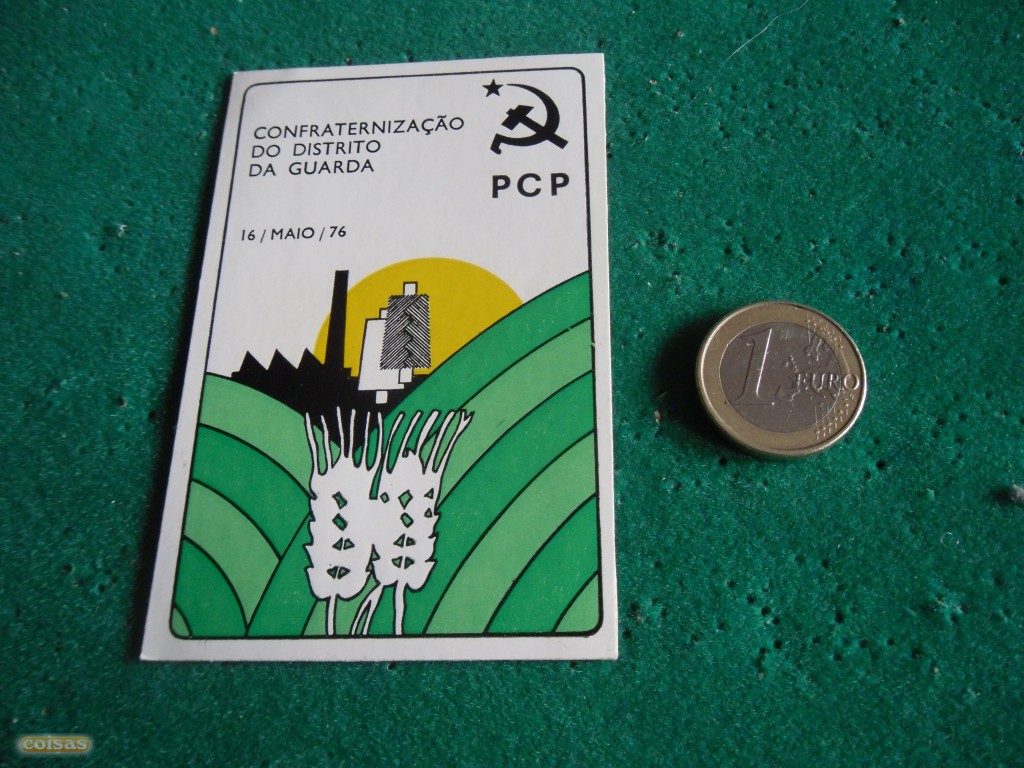 CONFRATERNIZAÇÃO
DO DISTRITO
DA GUARDA
PCP
16 / MAIO / 76
1 EURO
coisas